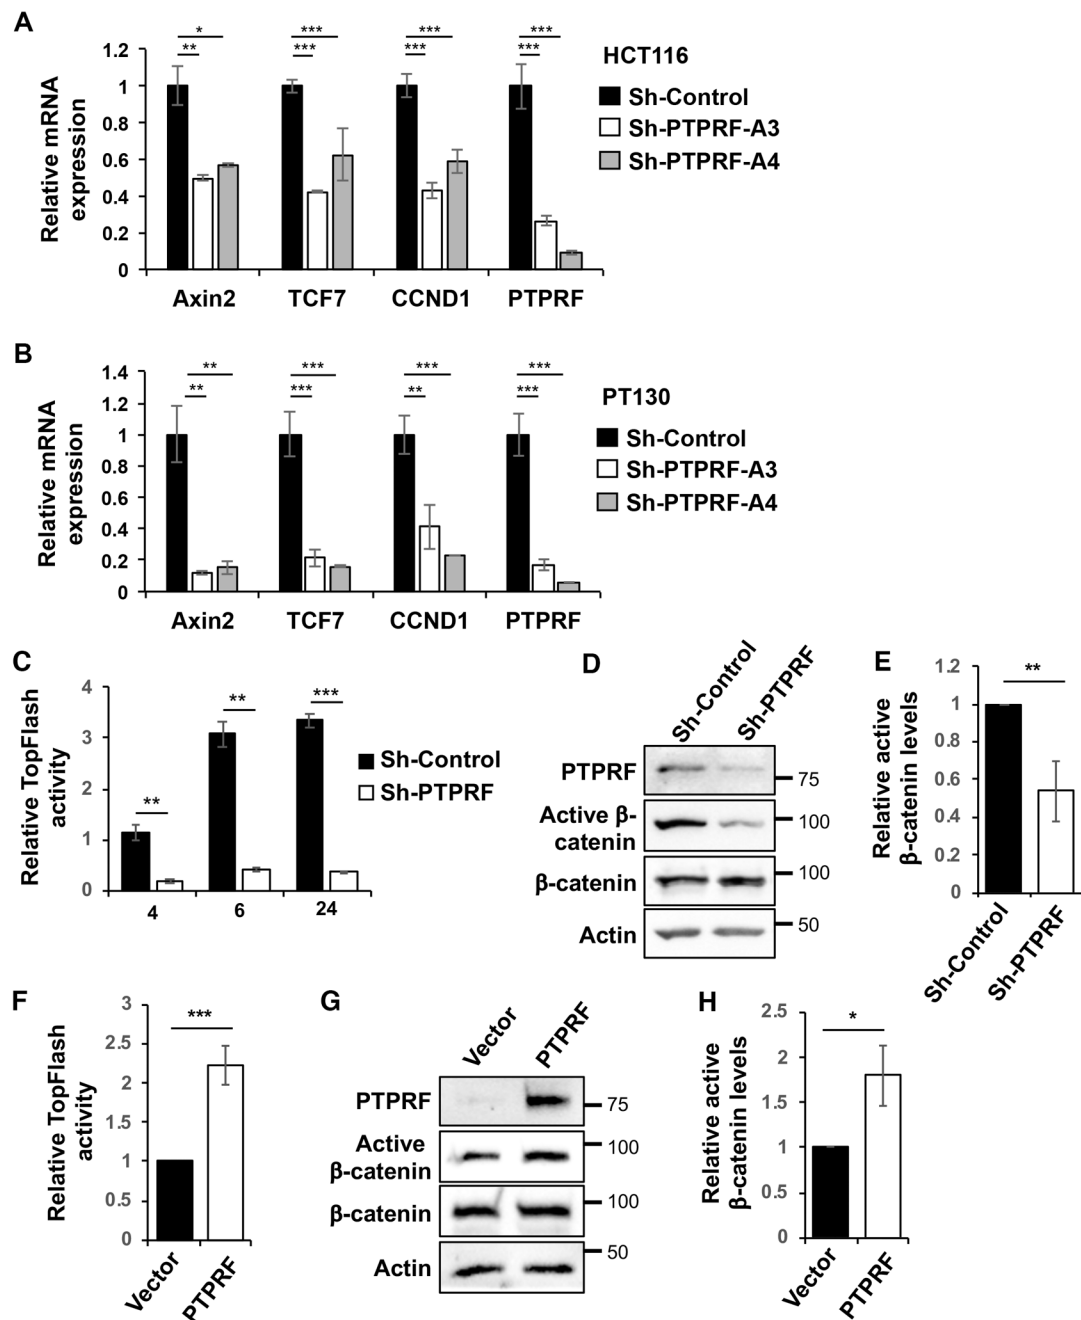 A
Relative mRNA
expression
1.2
1
0.8
0.6
0.4
0.2
0
** * *** *** *** *** *** ***
Axin2 TCF7 CCND1 PTPRF
HCT116
Sh-Control
Sh-PTPRF-A3
Sh-PTPRF-A4
B
Relative mRNA
expression
1.4
1.2
1
0.8
0.6
0.4
0.2
0
** ** *** *** ** *** *** ***
Axin2 TCF7 CCND1 PTPRF
PT130
Sh-Control
Sh-PTPRF-A3
Sh-PTPRF-A4
C
Relative TopFlash
activity
4
3
2
1
0
** ** ***
4 6 24
Sh-Control
Sh-PTPRF
D
Sh-Control
Sh-PTPRF
PTPRF 75
Active β- 100
catenin
β-catenin 100
Actin 50
E
Relative active
β-catenin levels
1.2
1
0.8
0.6
0.4
0.2
0
**
Sh-Control
Sh-PTPRF
F
Relative TopFlash
activity
3
2.5
2
1.5
1
0.5
0
***
Vector
PTPRF
G
Vector
PTPRF
PTPRF 75
Active 100
β-catenin
β-catenin 100
Actin 50
H
Relative active
β-catenin levels
2.5
2
1.5
1
0.5
0
*
Vector
PTPRF